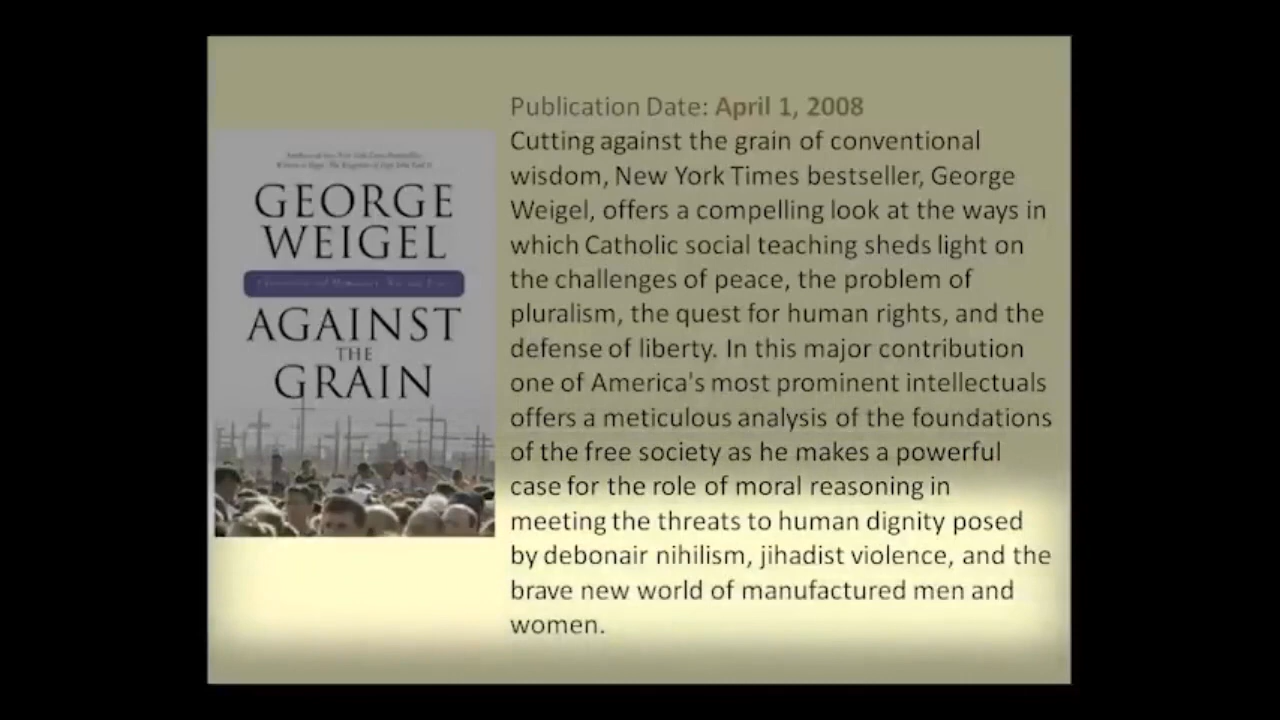 GEORGE
WEIGEL
AGAINST
THE
GRAIN
Publication Date: April 1, 2008
Cutting against the grain of conventional
wisdom, New York Times bestseller, George
Weigel, offers a compelling look at the ways in
which Catholic social teaching sheds light on
the challenges of peace, the problem of
pluralism, the quest for human rights, and the
defense of liberty. In this major contribution
one of America's most prominent intellectuals
offers a meticulous analysis of the foundations
of the free society as he makes a powerful
case for the role of moral reasoning in
meeting the threats to human dignity posed
by debonair nihilism, jihadist violence, and the
brave new world of manufactured men and
women.